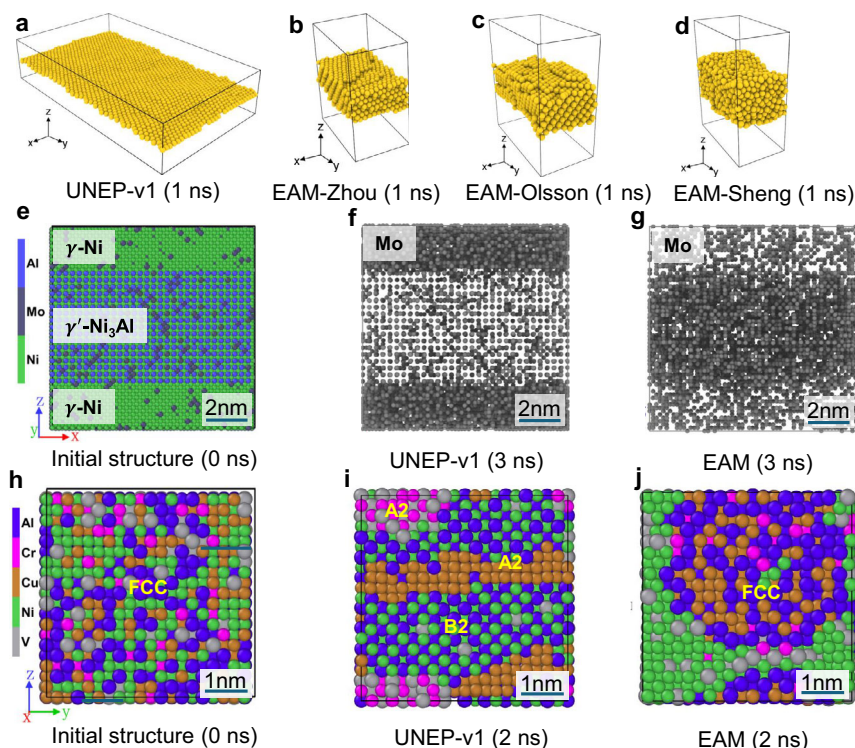 a
b
c
d
z
x
y
z
x
y
z
x
y
z
x
y
UNEP-v1 (1 ns)
EAM-Zhou (1 ns)
EAM-Olsson (1 ns)
EAM-Sheng (1 ns)
e
f
g
Al
Mo
Ni
γ-Ni
γ′-Ni₃Al
γ-Ni
2nm
z
y
x
Mo
2nm
Mo
2nm
Initial structure (0 ns)
UNEP-v1 (3 ns)
EAM (3 ns)
h
i
j
Al
Cr
Cu
Ni
V
FCC
1nm
z
x
y
A2
A2
B2
1nm
FCC
1nm
Initial structure (0 ns)
UNEP-v1 (2 ns)
EAM (2 ns)